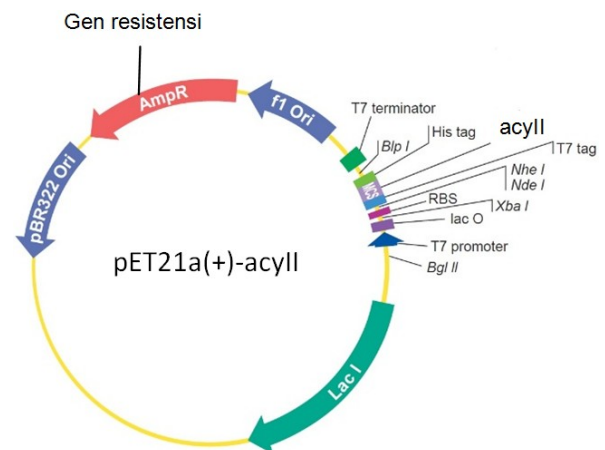 Gen resistensi
AmpR
f1 Ori
T7 terminator
Blp I
His tag
acyII
T7 tag
MCS
Nhe I
Nde I
RBS
Xba I
lac O
pBR322 Ori
pET21a(+)-acyII
T7 promoter
Bgl II
Lac I